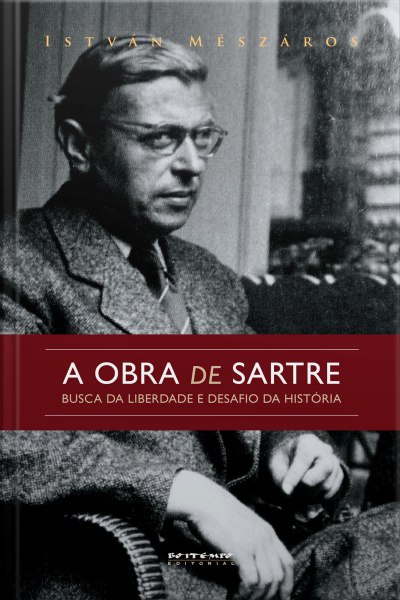 István Mészáros
A OBRA DE SARTRE
BUSCA DA LIBERDADE E DESAFIO DA HISTÓRIA
BOITEMPO
EDITORIAL